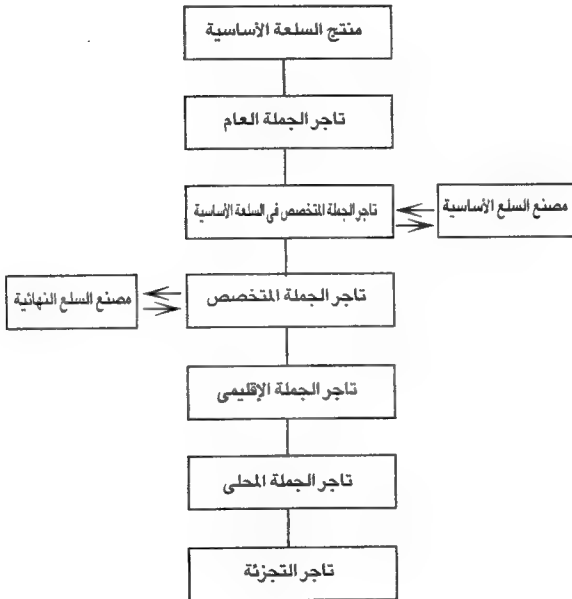 منتج السلعة الأساسية
تاجر الجملة العام
تاجر الجملة المتخصص فى السلعة الأساسية
مصنع السلع الأساسية
تاجر الجملة المتخصص
مصنع السلع النهائية
تاجر الجملة الإقليمى
تاجر الجملة المحلى
تاجر التجزئة